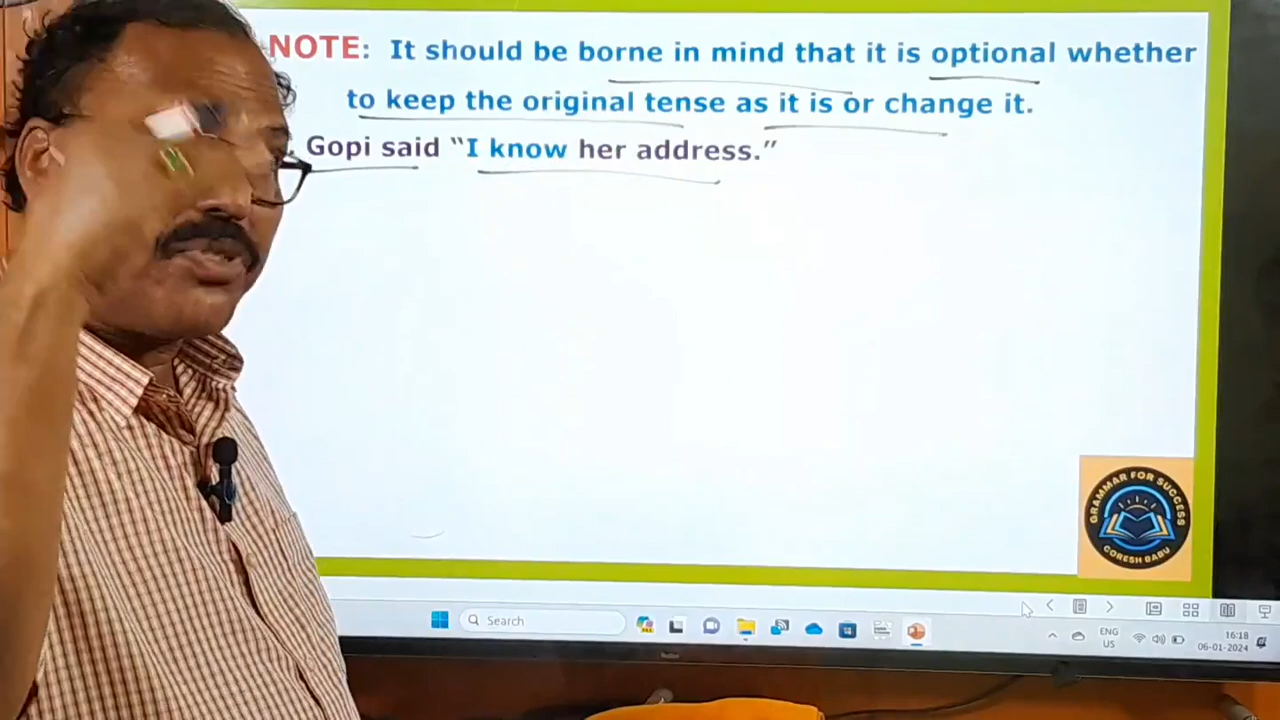 NOTE: It should be borne in mind that it is optional whether
to keep the original tense as it is or change it.
. Gopi said “I know her address.”
GRAMMAR FOR SUCCESS
CORESH BABU
Search
ENG
US
16:18
06-01-2024